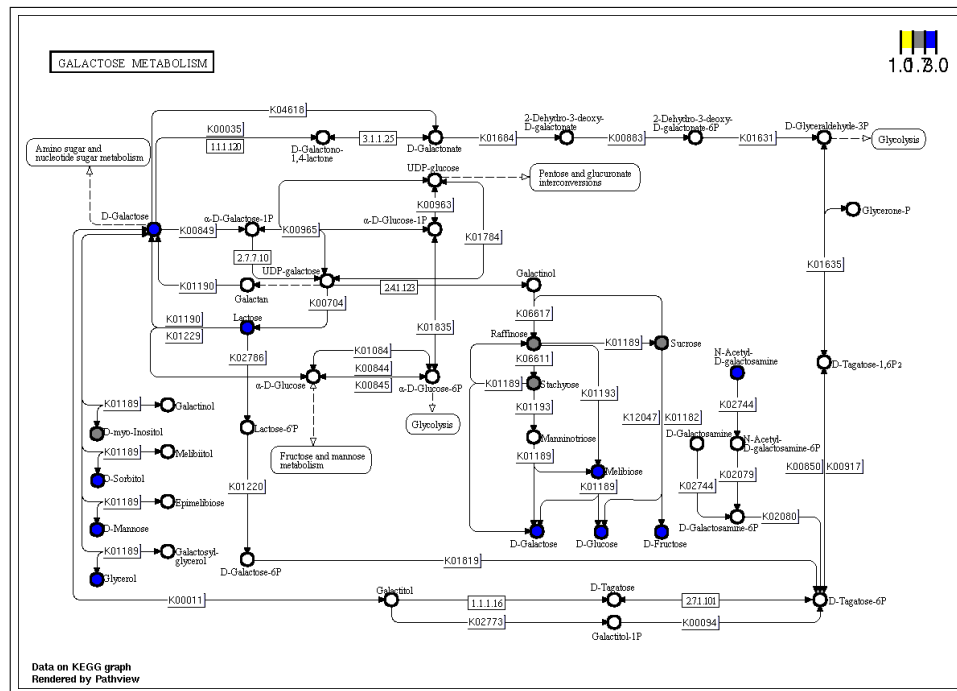 GALACTOSE METABOLISM
1.0 1.7 3.0
K04618
K00035
1.1.1.120
3.1.1.25
D-Galactono-
1,4-lactone
D-Galactonate
K01684
2-Dehydro-3-deoxy-
D-galactonate
K00883
2-Dehydro-3-deoxy-
D-galactonate-6P
K01631
D-Glyceraldehyde-3P
Glycolysis
Amino sugar and
nucleotide sugar metabolism
UDP-glucose
Pentose and glucuronate
interconversions
K00963
D-Galactose
K00849
α-D-Galactose-1P
K00965
α-D-Glucose-1P
K01784
Glycerone-P
2.7.7.10
UDP-galactose
K01190
Galactan
2.4.1.123
Galactinol
K01635
K00704
K01190
K01229
Lactose
K01835
K06617
Raffinose
K01189
Sucrose
K02786
K01084
K00844
K00845
α-D-Glucose
α-D-Glucose-6P
K06611
K01189
Stachyose
K01193
K01193
N-Acetyl-
D-galactosamine
D-Tagatose-1,6P2
K02744
K01189
Galactinol
D-myo-Inositol
Lactose-6'P
Glycolysis
Fructose and mannose
metabolism
Manninotriose
K12047
K01182
D-Galactosamine
N-Acetyl-
D-galactosamine-6P
K01189
Melibiitol
D-Sorbitol
K01189
Melibiose
K01189
K02744
K02079
K00850
K00917
K01220
K01189
Epimelibiose
D-Mannose
D-Galactose
D-Glucose
D-Fructose
D-Galactosamine-6P
K02080
K01189
Galactosyl-
glycerol
Glycerol
D-Galactose-6P
K01819
K00011
Galactitol
1.1.1.16
D-Tagatose
2.7.1.101
D-Tagatose-6P
K02773
Galactitol-1P
K00094
Data on KEGG graph
Rendered by Pathview